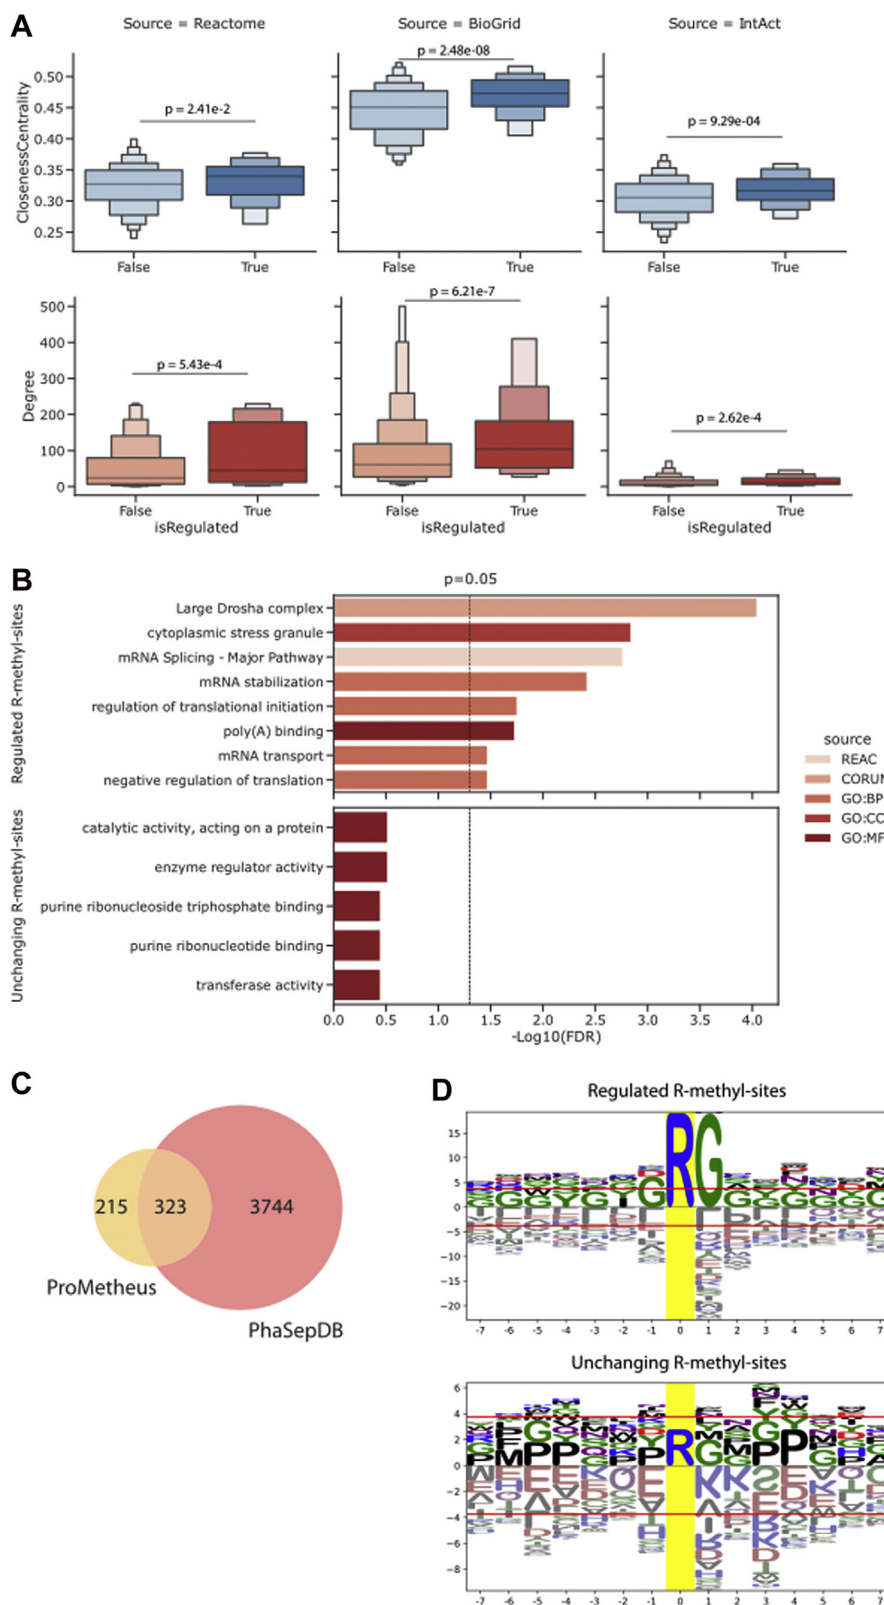 A
Source = Reactome
Source = BioGrid
Source = IntAct
ClosenessCentrality
0.50
0.45
0.40
0.35
0.30
0.25
p = 2.41e-2
p = 2.48e-08
p = 9.29e-04
False
True
False
True
False
True
Degree
500
400
300
200
100
0
p = 5.43e-4
p = 6.21e-7
p = 2.62e-4
False
True
False
True
False
True
isRegulated
isRegulated
isRegulated
B
p=0.05
Regulated R-methyl-sites
Large Drosha complex
cytoplasmic stress granule
mRNA Splicing - Major Pathway
mRNA stabilization
regulation of translational initiation
poly(A) binding
mRNA transport
negative regulation of translation
source
REAC
CORUM
GO:BP
GO:CC
GO:MF
Unchanging R-methyl-sites
catalytic activity, acting on a protein
enzyme regulator activity
purine ribonucleoside triphosphate binding
purine ribonucleotide binding
transferase activity
0.0 0.5 1.0 1.5 2.0 2.5 3.0 3.5 4.0
-Log10(FDR)
C
215
323
3744
ProMetheus
PhaSepDB
D
Regulated R-methyl-sites
15
10
5
0
-5
-10
-15
-20
R G
-7 -6 -5 -4 -3 -2 -1 0 1 2 3 4 5 6 7
Unchanging R-methyl-sites
6
4
2
0
-2
-4
-6
-8
R
-7 -6 -5 -4 -3 -2 -1 0 1 2 3 4 5 6 7